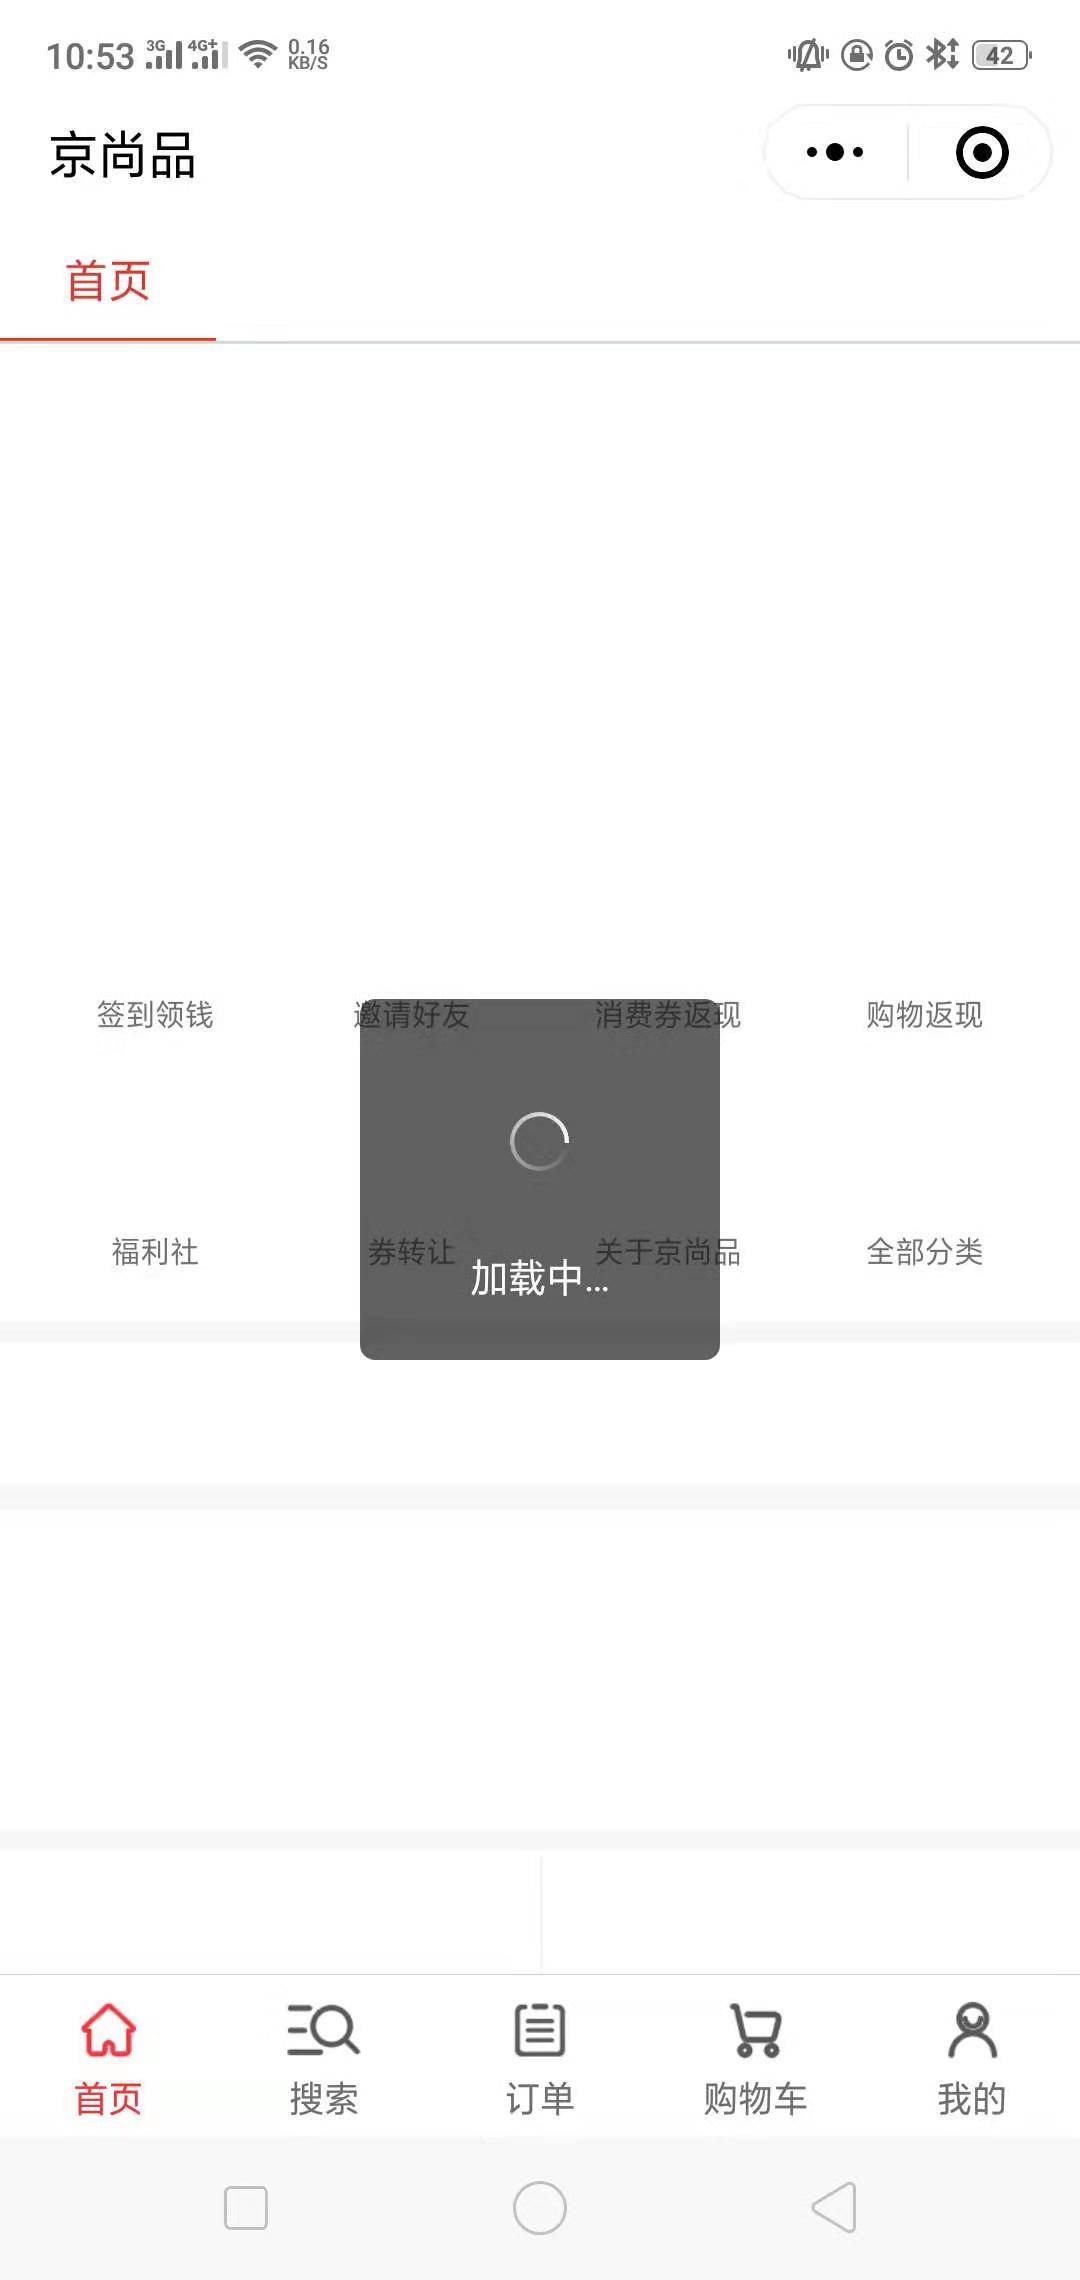 10:53 3G 4G+ 0.16 KB/S 42
京尚品
首页
签到领钱 邀请好友 消费券返现 购物返现
福利社 券转让 关于京尚品 全部分类
加载中...
首页 搜索 订单 购物车 我的